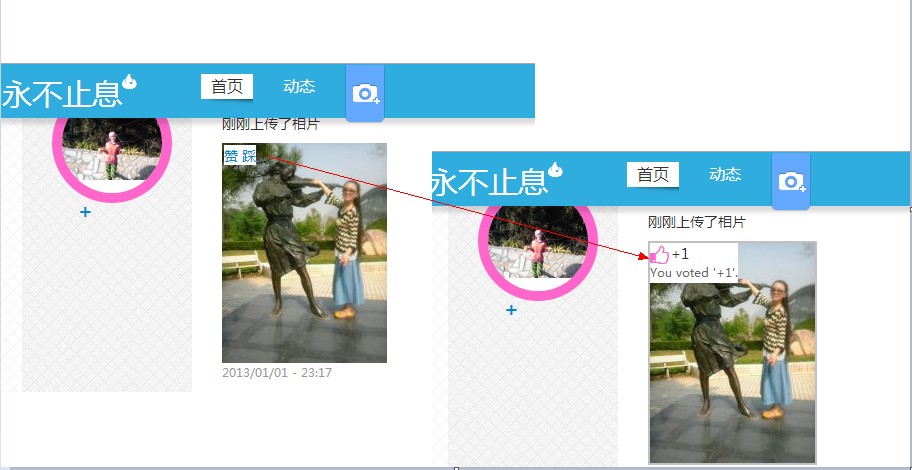 永不止息
首页
动态
刚刚上传了相片
赞 踩
+
2013/01/01 - 23:17
永不止息
首页
动态
刚刚上传了相片
+1
You voted '+1'.
+